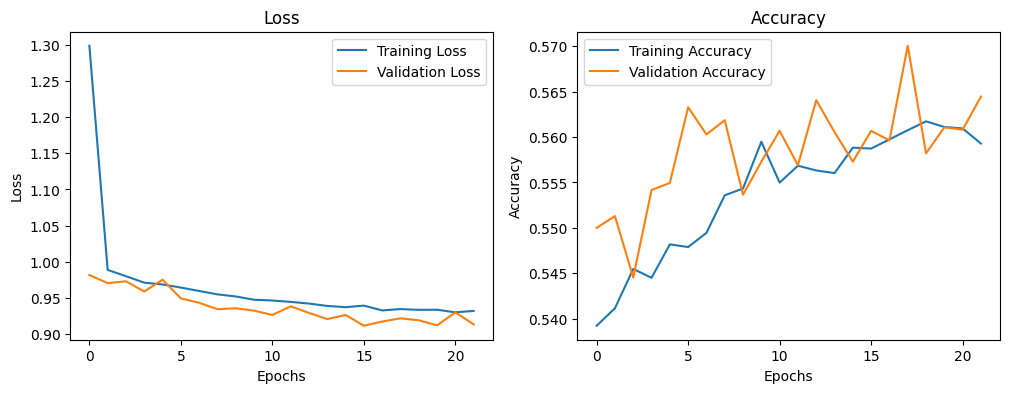 Loss
1.30
1.25
1.20
1.15
1.10
1.05
1.00
0.95
0.90
Loss
Training Loss
Validation Loss
0 5 10 15 20
Epochs
Accuracy
0.570
0.565
0.560
0.555
0.550
0.545
0.540
Accuracy
Training Accuracy
Validation Accuracy
0 5 10 15 20
Epochs